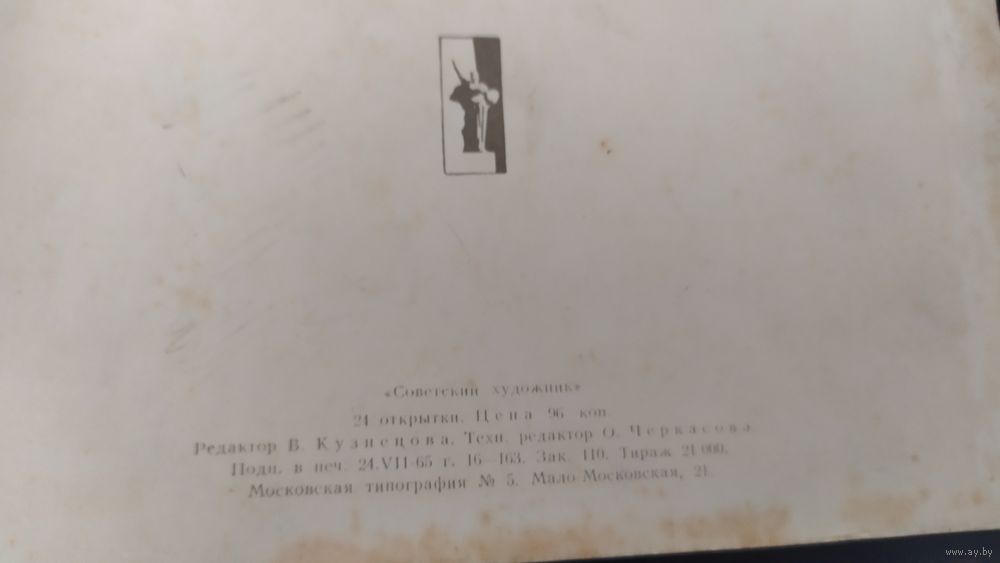 «Советский художник»
24 открытки. Цена 96 коп.
Редактор В. Кузнецова. Техн. редактор О. Черкасова.
Подп. в печ. 24.VII-65 г. 16—163. Зак. 110. Тираж 21 000.
Московская типография № 5. Мало-Московская, 21.
www.ay.by